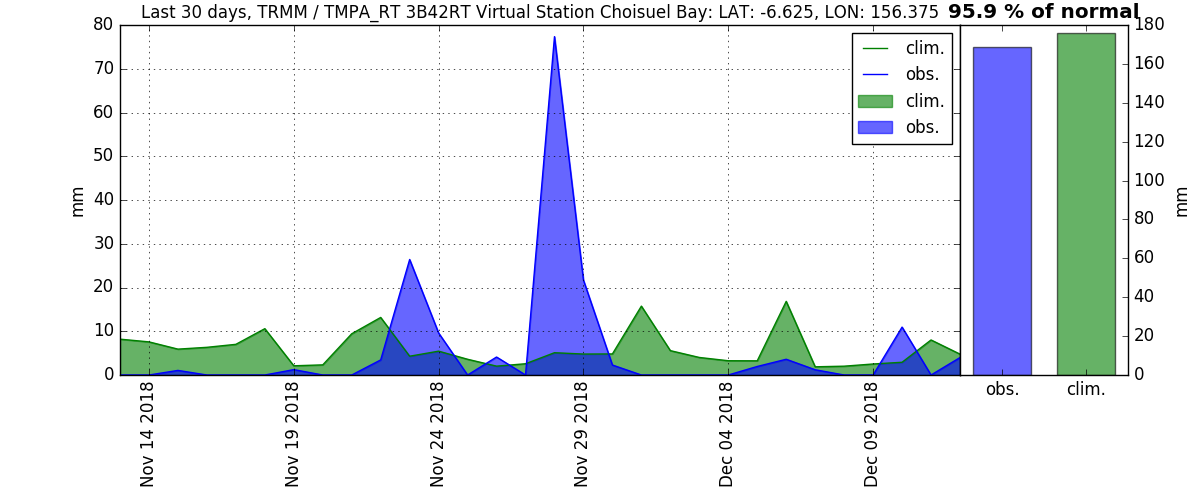 Last 30 days, TRMM / TMPA_RT 3B42RT Virtual Station Choisuel Bay: LAT: -6.625, LON: 156.375 95.9 % of normal
80
70
60
50
40
30
20
10
0
mm
clim.
obs.
clim.
obs.
180
160
140
120
100
80
60
40
20
0
mm
Nov 14 2018
Nov 19 2018
Nov 24 2018
Nov 29 2018
Dec 04 2018
Dec 09 2018
obs. clim.